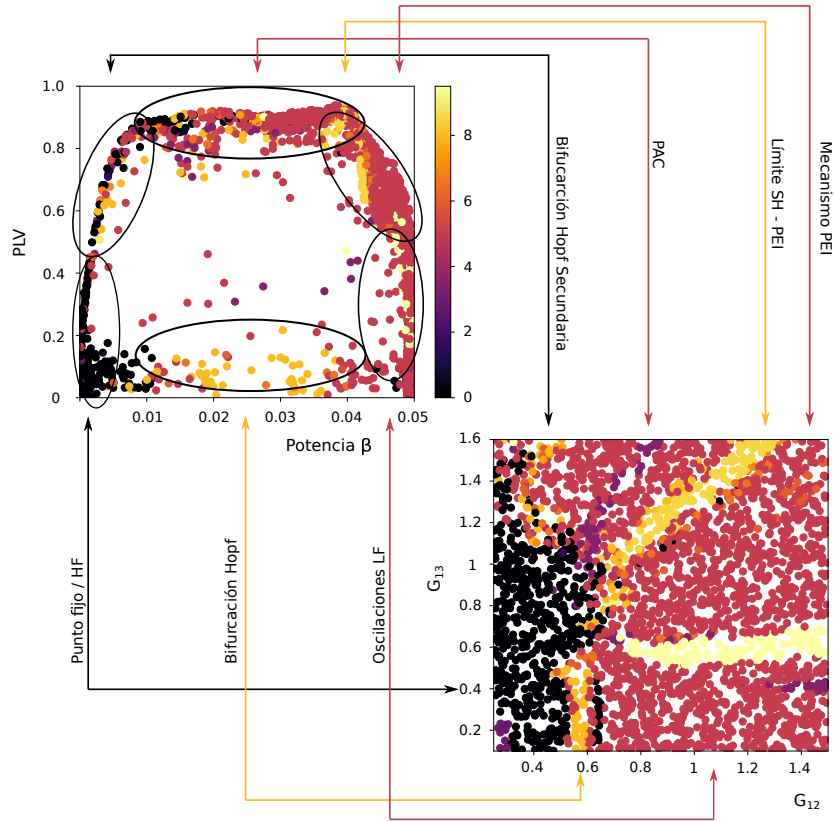 PLV
1.0
0.8
0.6
0.4
0.2
0
0.01
0.02
0.03
0.04
0.05
Potencia β
8
6
4
2
0
Bifucarción Hopf Secundaria
PAC
Límite SH - PEI
Mecanismo PEI
Punto fijo / HF
Bifurcación Hopf
Oscilaciones LF
G13
1.6
1.4
1.2
1
0.8
0.6
0.4
0.2
0.4
0.6
0.8
1
1.2
1.4
G12